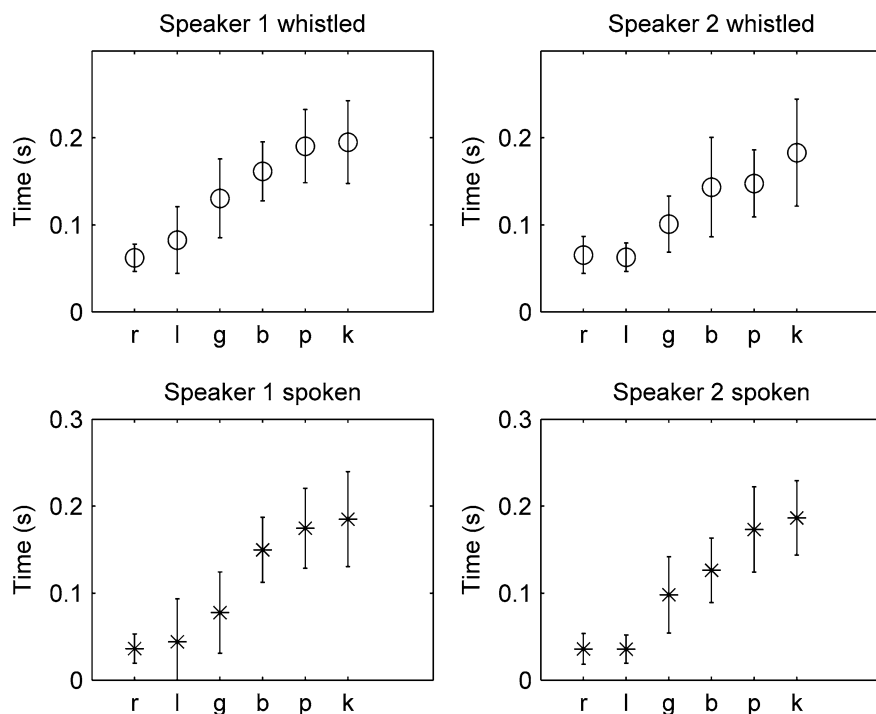 Speaker 1 whistled
Time (s)
0.2
0.1
0
r l g b p k
Speaker 2 whistled
Time (s)
0.2
0.1
0
r l g b p k
Speaker 1 spoken
Time (s)
0.3
0.2
0.1
0
r l g b p k
Speaker 2 spoken
Time (s)
0.3
0.2
0.1
0
r l g b p k